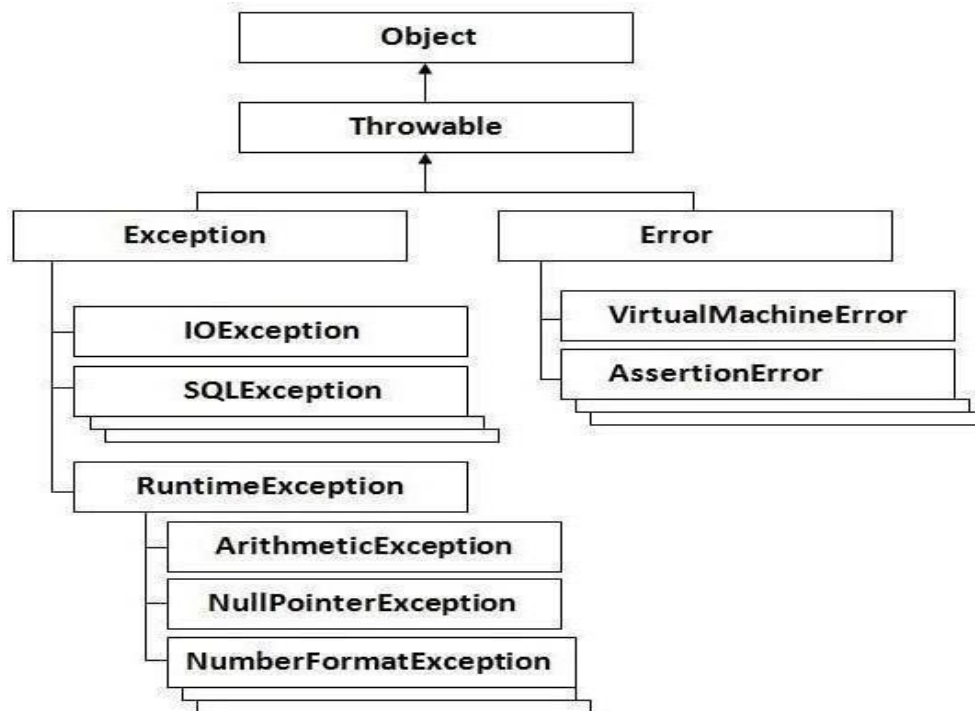 Object
Throwable
Exception
Error
IOException
SQLException
RuntimeException
ArithmeticException
NullPointerException
NumberFormatException
VirtualMachineError
AssertionError